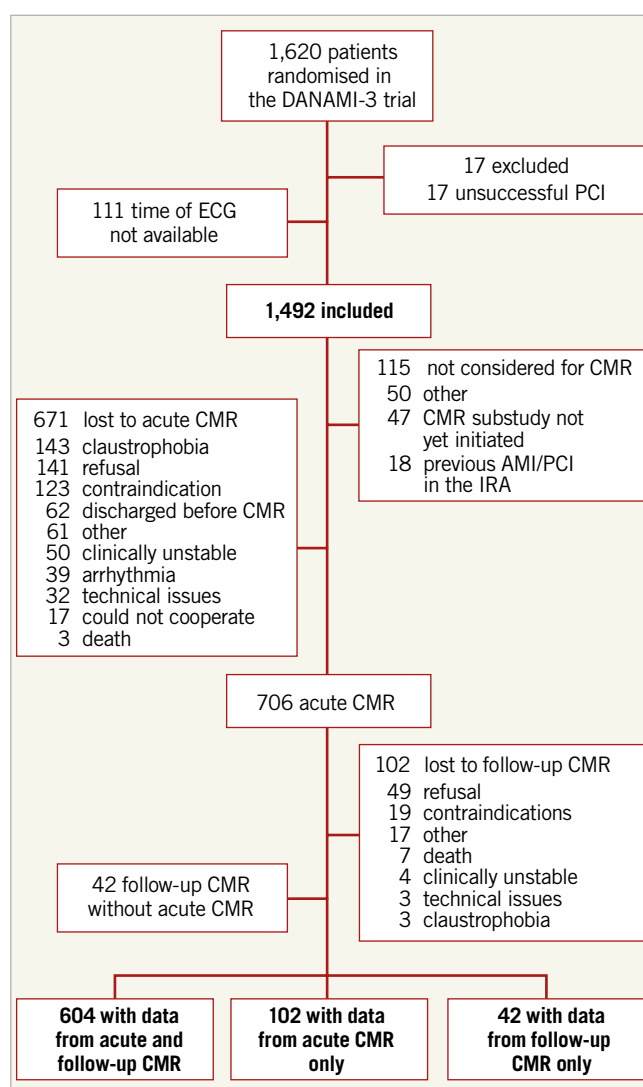 1,620 patients
randomised in
the DANAMI-3 trial
17 excluded
17 unsuccessful PCI
111 time of ECG
not available
1,492 included
115 not considered for CMR
50 other
47 CMR substudy not
yet initiated
18 previous AMI/PCI
in the IRA
671 lost to acute CMR
143 claustrophobia
141 refusal
123 contraindication
62 discharged before CMR
61 other
50 clinically unstable
39 arrhythmia
32 technical issues
17 could not cooperate
3 death
706 acute CMR
102 lost to follow-up CMR
49 refusal
19 contraindications
17 other
7 death
4 clinically unstable
3 technical issues
3 claustrophobia
42 follow-up CMR
without acute CMR
604 with data
from acute and
follow-up CMR
102 with data
from acute CMR
only
42 with data
from follow-up
CMR only